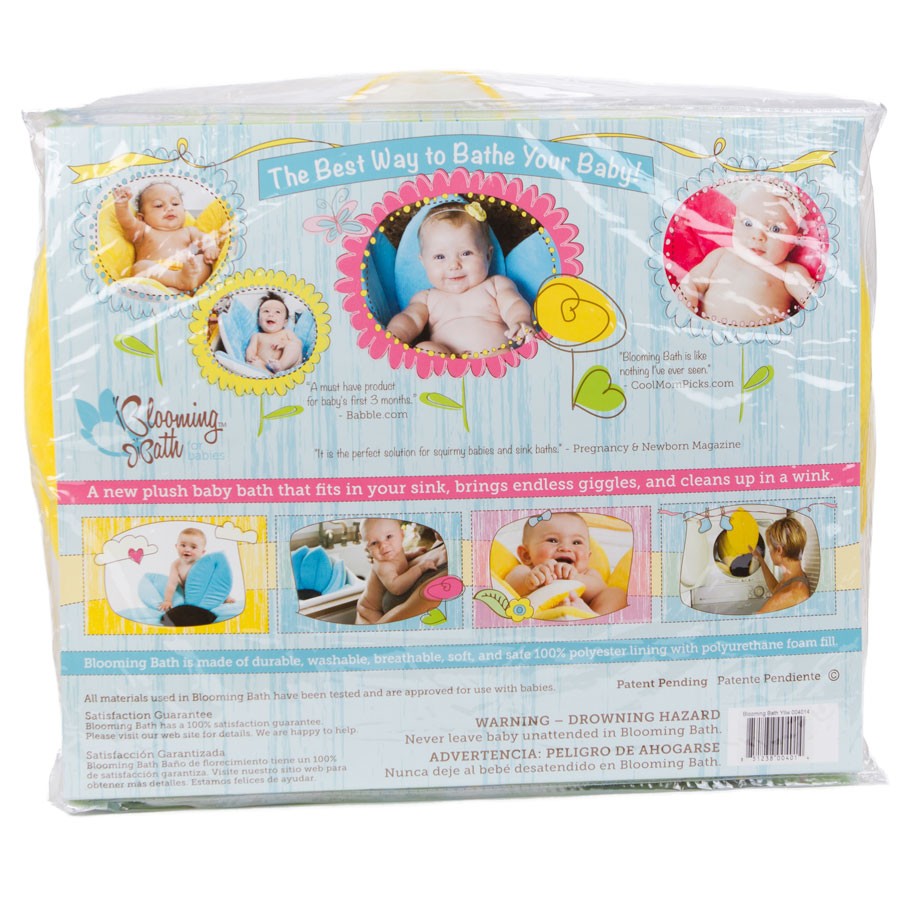 The Best Way to Bathe Your Baby!
"Blooming Bath is like
nothing I've ever seen."
- CoolMomPicks.com
"A must have product
for baby's first 3 months."
- Babble.com
Blooming™
Bath for
babies
"It is the perfect solution for squirmy babies and sink baths." - Pregnancy & Newborn Magazine
A new plush baby bath that fits in your sink, brings endless giggles, and cleans up in a wink.
Blooming Bath is made of durable, washable, breathable, soft, and safe 100% polyester lining with polyurethane foam fill.
All materials used in Blooming Bath have been tested and are approved for use with babies.
Patent Pending Patente Pendiente ©
Satisfaction Guarantee
Blooming Bath has a 100% satisfaction guarantee.
Please visit our web site for details. We are happy to help.
Satisfacción Garantizada
Blooming Bath Baño de florecimiento tiene un 100%
de satisfacción garantiza. Visite nuestro sitio web para
obtener más detalles. Estamos felices de ayudar.
WARNING – DROWNING HAZARD
Never leave baby unattended in Blooming Bath.
ADVERTENCIA: PELIGRO DE AHOGARSE
Nunca deje al bebé desatendido en Blooming Bath.
Blooming Bath Yllw 004014